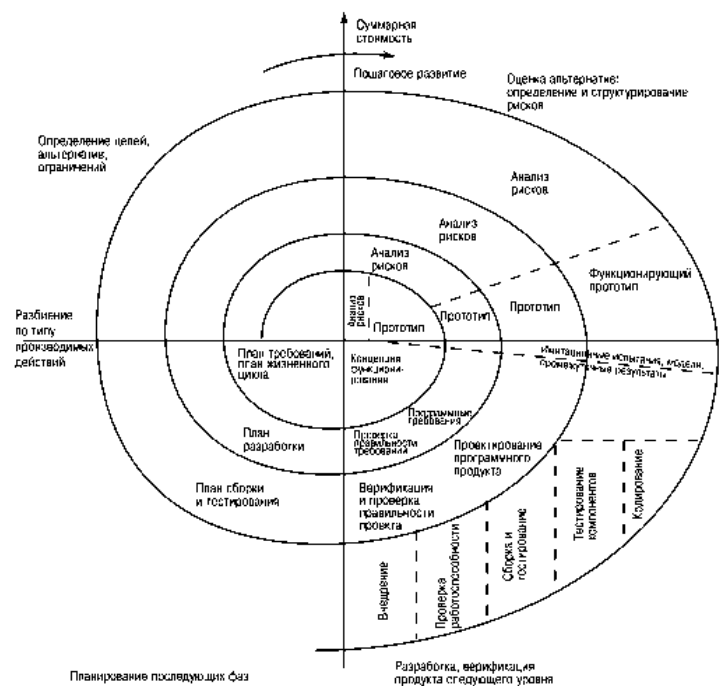 Суммарная
стоимость
Пошаговое развитие
Оценка альтернатив:
определение и структурирование
рисков
Определение целей,
альтернатив,
ограничений
Анализ
рисков
Анализ
рисков
Анализ
рисков
Функционирующий
прототип
Анализ
рисков
Прототип
Прототип
Прототип
Разбиение
по типу
производимых
действий
Имитационные испытания, модели,
промежуточные результаты
План требований,
план жизненного
цикла
Концепция
функциони-
рования
Программные
требования
План
разработки
Проверка
правильности
требований
Проектирование
программного
продукта
План сборки
и тестирования
Верификация
и проверка
правильности
проекта
Внедрение
Проверка
работоспособности
Сборка и
тестирование
Тестирование
компонентов
Кодирование
Планирование последующих фаз
Разработка, верификация
продукта следующего уровня